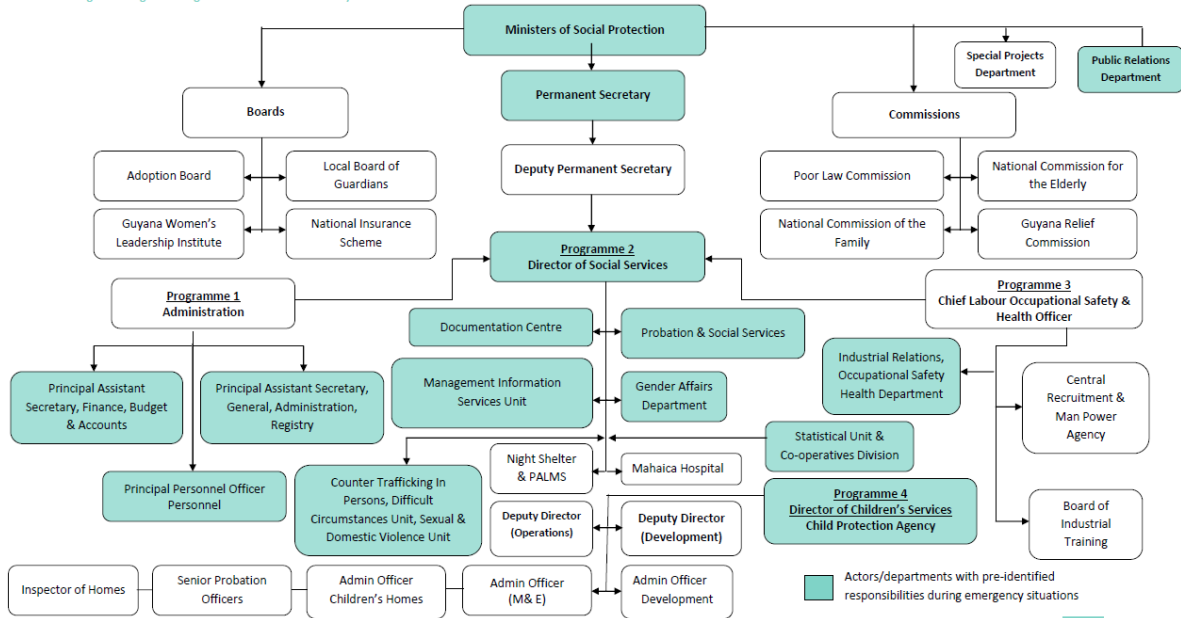 Ministers of Social Protection
Special Projects
Department
Public Relations
Department
Permanent Secretary
Boards
Commissions
Deputy Permanent Secretary
Adoption Board
Local Board of
Guardians
Poor Law Commission
National Commission for
the Elderly
Guyana Women's
Leadership Institute
National Insurance
Scheme
National Commission of the
Family
Guyana Relief
Commission
Programme 2
Director of Social Services
Programme 1
Administration
Programme 3
Chief Labour Occupational Safety &
Health Officer
Documentation Centre
Probation & Social Services
Industrial Relations,
Occupational Safety
Health Department
Principal Assistant
Secretary, Finance, Budget
& Accounts
Principal Assistant Secretary,
General, Administration,
Registry
Management Information
Services Unit
Gender Affairs
Department
Central
Recruitment &
Man Power
Agency
Statistical Unit &
Co-operatives Division
Night Shelter
& PALMS
Mahaica Hospital
Principal Personnel Officer
Personnel
Counter Trafficking In
Persons, Difficult
Circumstances Unit, Sexual &
Domestic Violence Unit
Programme 4
Director of Children's Services
Child Protection Agency
Deputy Director
(Operations)
Deputy Director
(Development)
Board of
Industrial
Training
Inspector of Homes
Senior Probation
Officers
Admin Officer
Children's Homes
Admin Officer
(M& E)
Admin Officer
Development
Actors/departments with pre-identified
responsibilities during emergency situations